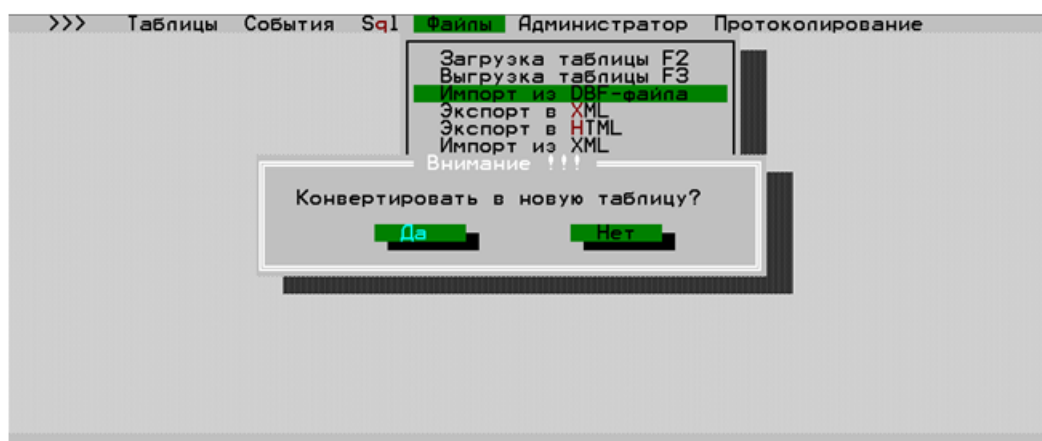 >>> Таблицы События Sql Файлы Администратор Протоколирование
Загрузка таблицы F2
Выгрузка таблицы F3
Импорт из DBF-файла
Экспорт в XML
Экспорт в HTML
Импорт из XML
Внимание !!!
Конвертировать в новую таблицу?
Да Нет